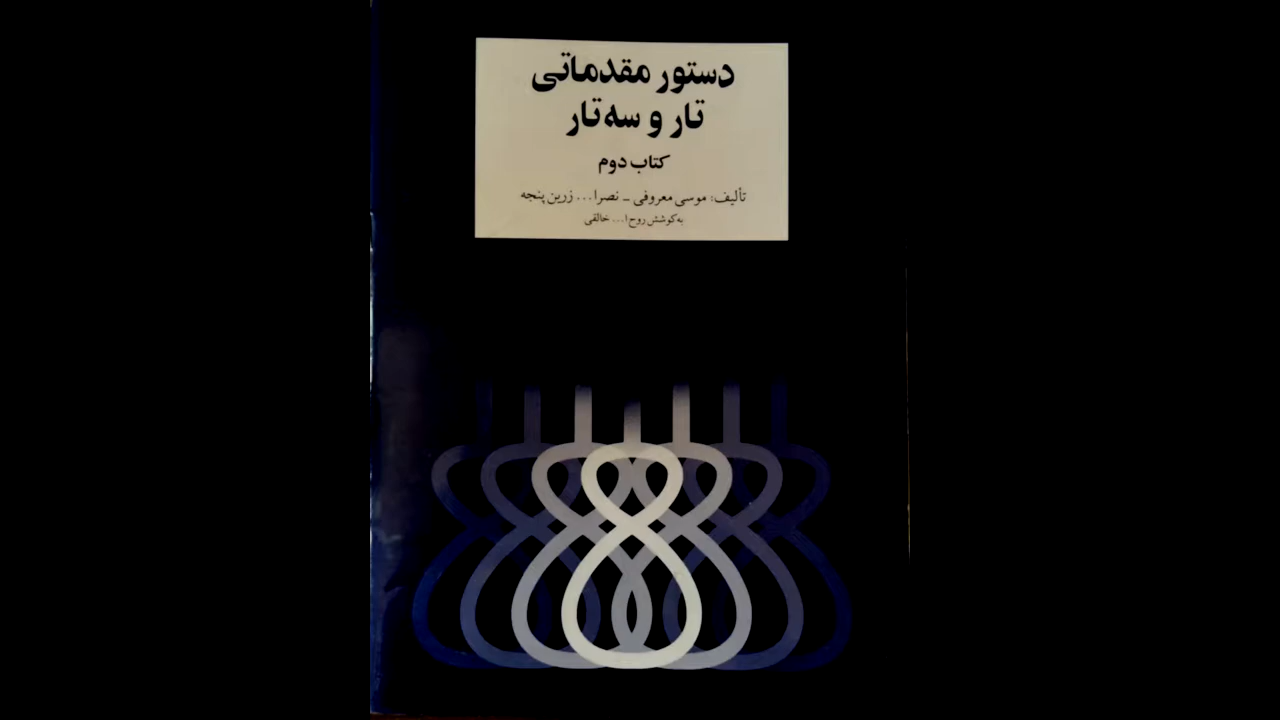 دستور مقدماتی
تار و سه‌تار
کتاب دوم
تألیف: موسی معروفی ـ نصرا... زرین پنجه
به کوشش روح ا... خالقی